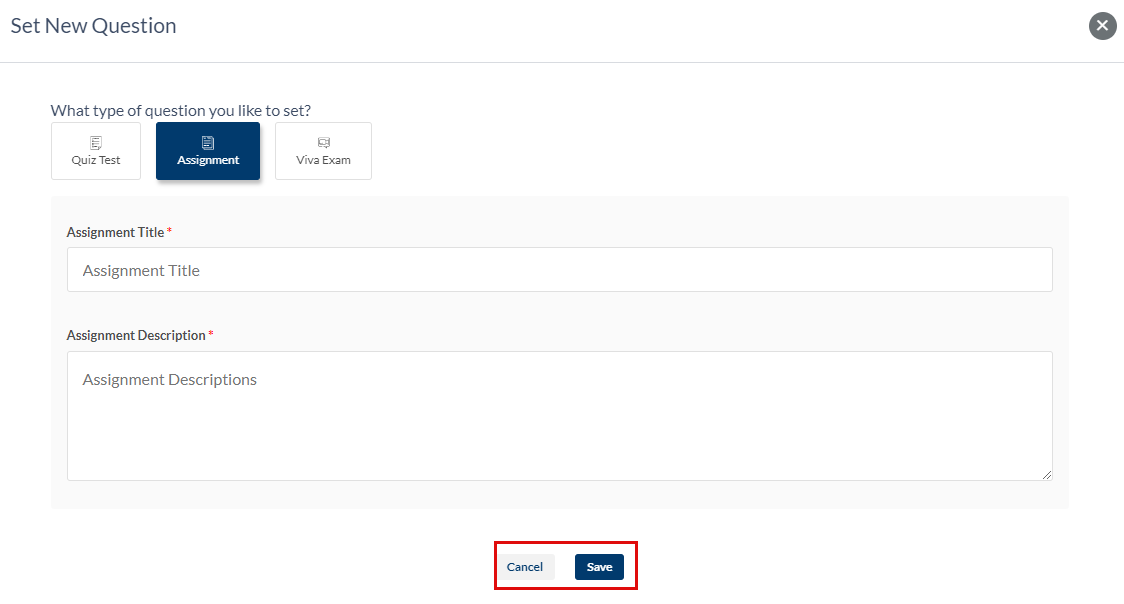 Set New Question
What type of question you like to set?
Quiz Test
Assignment
Viva Exam
Assignment Title *
Assignment Title
Assignment Description *
Assignment Descriptions
Cancel
Save